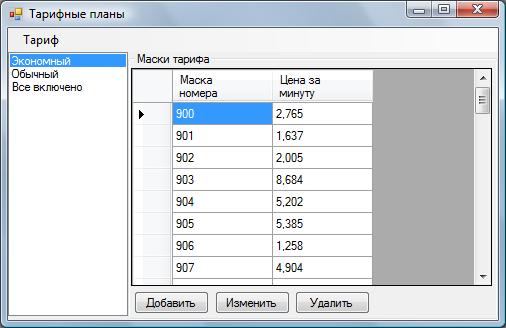 Тарифные планы
Тариф
Экономный
Обычный
Все включено
Маски тарифа
Маска номера Цена за минуту
900 2,765
901 1,637
902 2,005
903 8,684
904 5,202
905 5,385
906 1,258
907 4,904
Добавить Изменить Удалить